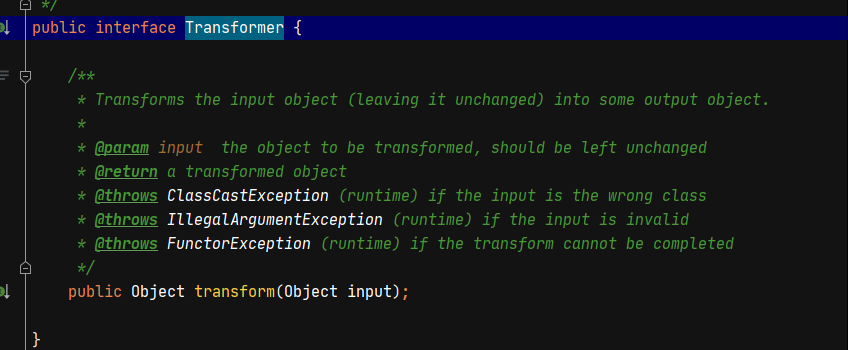 */
public interface Transformer {
/**
* Transforms the input object (leaving it unchanged) into some output object.
*
* @param input  the object to be transformed, should be left unchanged
* @return a transformed object
* @throws ClassCastException (runtime) if the input is the wrong class
* @throws IllegalArgumentException (runtime) if the input is invalid
* @throws FunctorException (runtime) if the transform cannot be completed
*/
public Object transform(Object input);
}